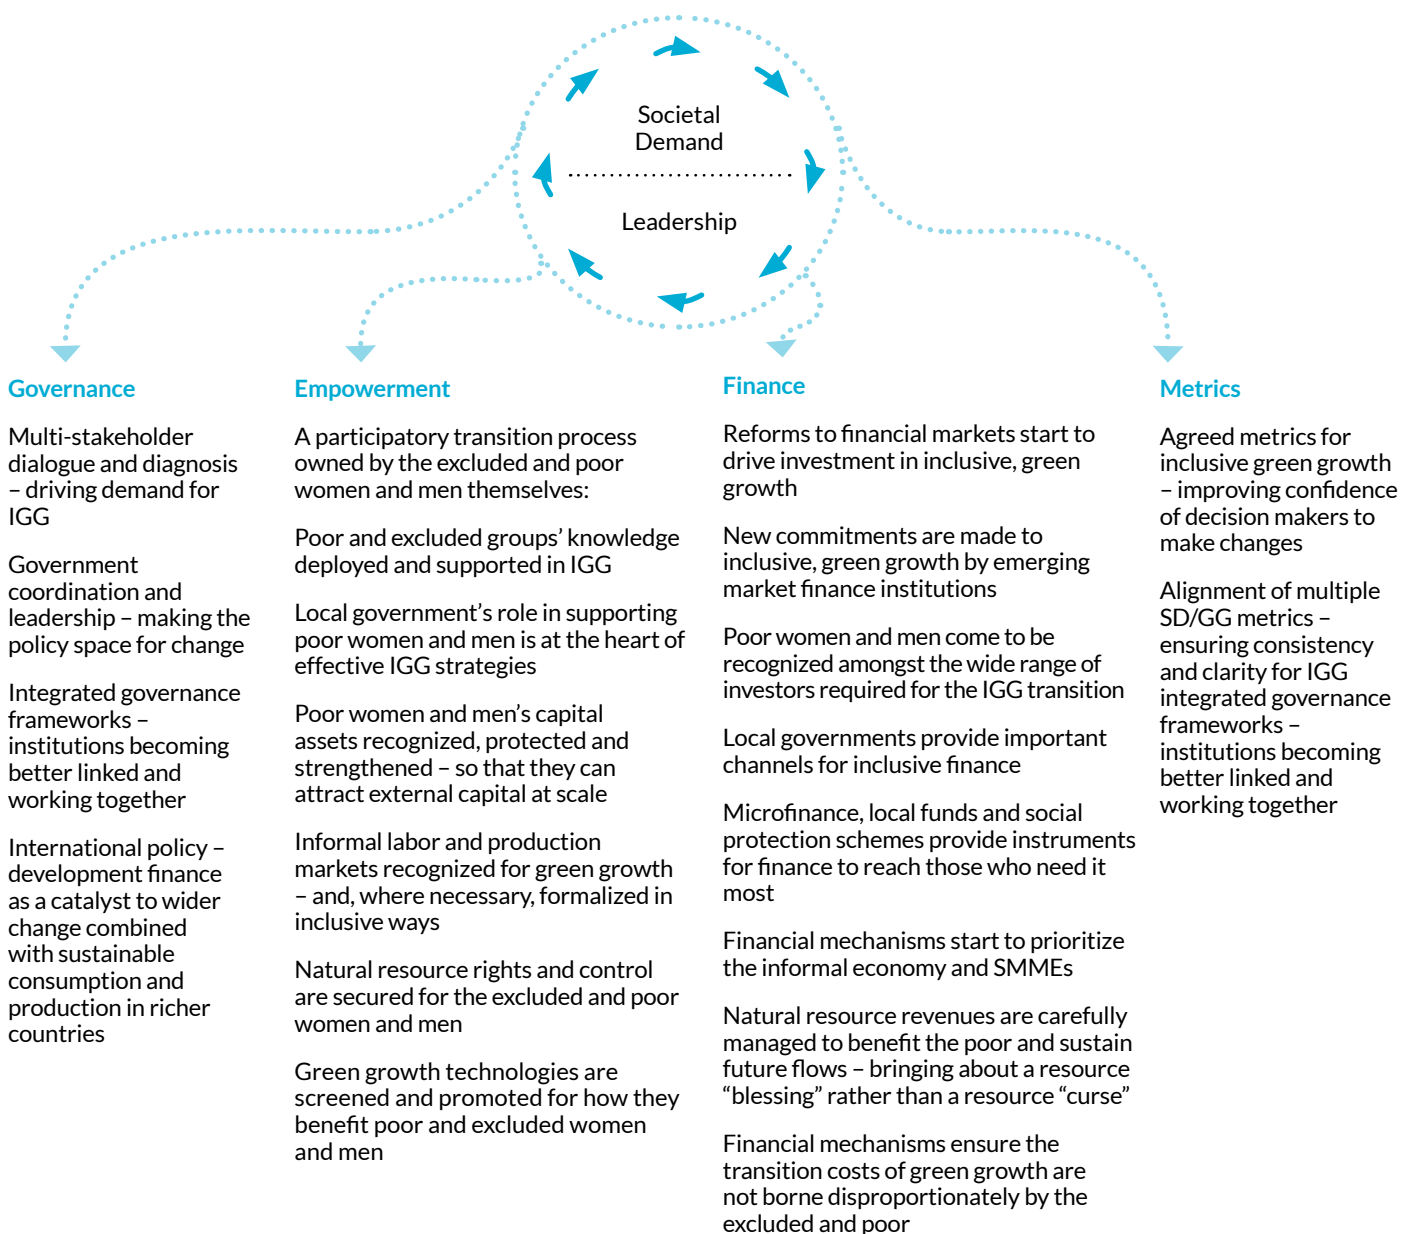 Societal
Demand
Leadership
Governance
Multi-stakeholder
dialogue and diagnosis
– driving demand for
IGG
Government
coordination and
leadership – making the
policy space for change
Integrated governance
frameworks –
institutions becoming
better linked and
working together
International policy –
development finance
as a catalyst to wider
change combined
with sustainable
consumption and
production in richer
countries
Empowerment
A participatory transition process
owned by the excluded and poor
women and men themselves:
Poor and excluded groups’ knowledge
deployed and supported in IGG
Local government’s role in supporting
poor women and men is at the heart of
effective IGG strategies
Poor women and men’s capital
assets recognized, protected and
strengthened – so that they can
attract external capital at scale
Informal labor and production
markets recognized for green growth
– and, where necessary, formalized in
inclusive ways
Natural resource rights and control
are secured for the excluded and poor
women and men
Green growth technologies are
screened and promoted for how they
benefit poor and excluded women
and men
Finance
Reforms to financial markets start to
drive investment in inclusive, green
growth
New commitments are made to
inclusive, green growth by emerging
market finance institutions
Poor women and men come to be
recognized amongst the wide range of
investors required for the IGG transition
Local governments provide important
channels for inclusive finance
Microfinance, local funds and social
protection schemes provide instruments
for finance to reach those who need it
most
Financial mechanisms start to prioritize
the informal economy and SMMEs
Natural resource revenues are carefully
managed to benefit the poor and sustain
future flows – bringing about a resource
“blessing” rather than a resource “curse”
Financial mechanisms ensure the
transition costs of green growth are
not borne disproportionately by the
excluded and poor
Metrics
Agreed metrics for
inclusive green growth
– improving confidence
of decision makers to
make changes
Alignment of multiple
SD/GG metrics –
ensuring consistency
and clarity for IGG
integrated governance
frameworks –
institutions becoming
better linked and
working together